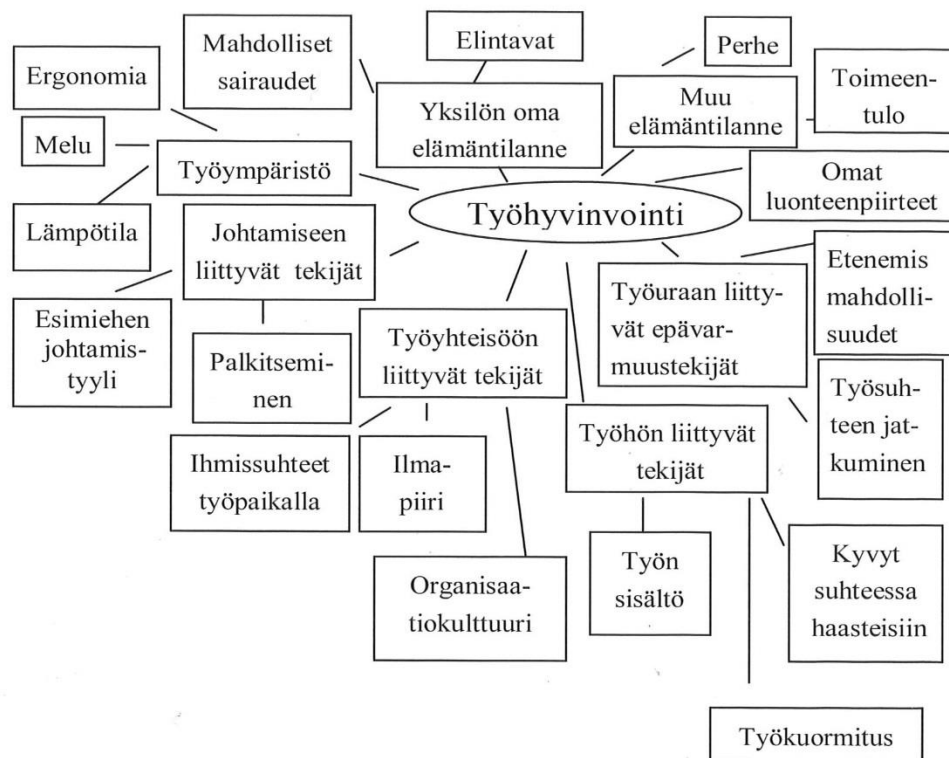 Elintavat
Mahdolliset
sairaudet
Perhe
Ergonomia
Toimeen-
tulo
Yksilön oma
elämäntilanne
Muu
elämäntilanne
Melu
Työympäristö
Omat
luonteenpiirteet
Työhyvinvointi
Lämpötila
Johtamiseen
liittyvät tekijät
Etenemis
mahdolli-
suudet
Työuraan liitty-
vät epävar-
muustekijät
Esimiehen
johtamis-
tyyli
Työyhteisöön
liittyvät tekijät
Palkitsemi-
nen
Työsuh-
teen jat-
kuminen
Työhön liittyvät
tekijät
Ihmissuhteet
työpaikalla
Ilma-
piiri
Työn
sisältö
Kyvyt
suhteessa
haasteisiin
Organisaa-
tiokulttuuri
Työkuormitus